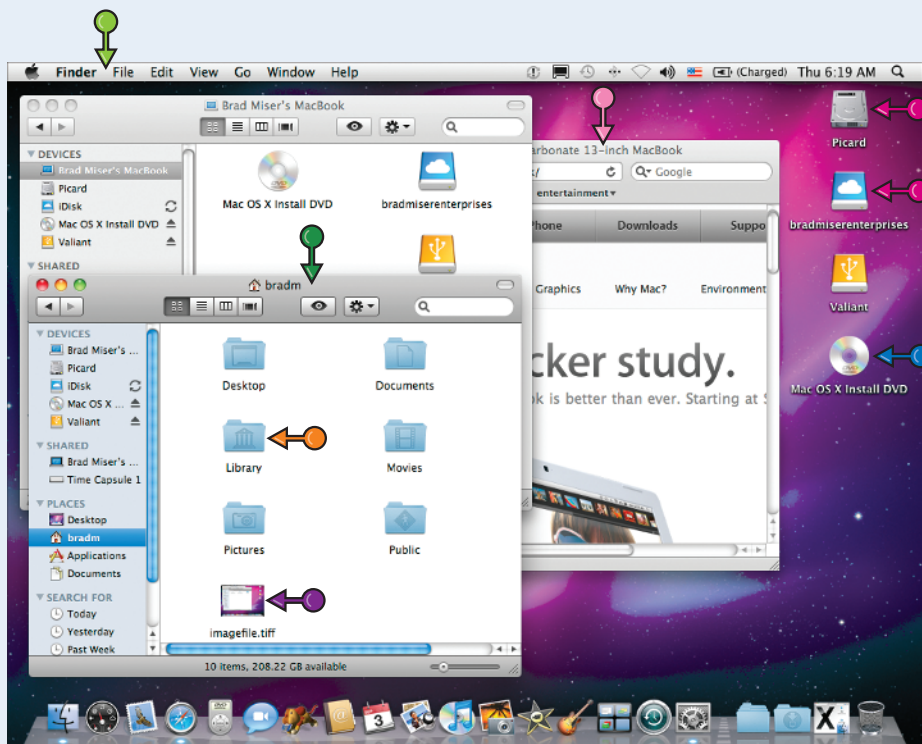 Finder File Edit View Go Window Help (Charged) Thu 6:19 AM
Brad Miser's MacBook
DEVICES
Brad Miser's MacBook
Picard
iDisk
Mac OS X Install DVD
Valiant
SHARED
Mac OS X Install DVD
bradmiserenterprises
arbonate 13-inch MacBook
Google
entertainment
Phone Downloads Suppo
Graphics Why Mac? Environment
cker study.
ok is better than ever. Starting at $
Picard
bradmiserenterprises
Valiant
Mac OS X Install DVD
bradm
DEVICES
Brad Miser's ...
Picard
iDisk
Mac OS X ...
Valiant
SHARED
Brad Miser's ...
Time Capsule 1
PLACES
Desktop
bradm
Applications
Documents
SEARCH FOR
Today
Yesterday
Past Week
Desktop
Documents
Library
Movies
Pictures
Public
imagefile.tiff
10 items, 208.22 GB available
3
X